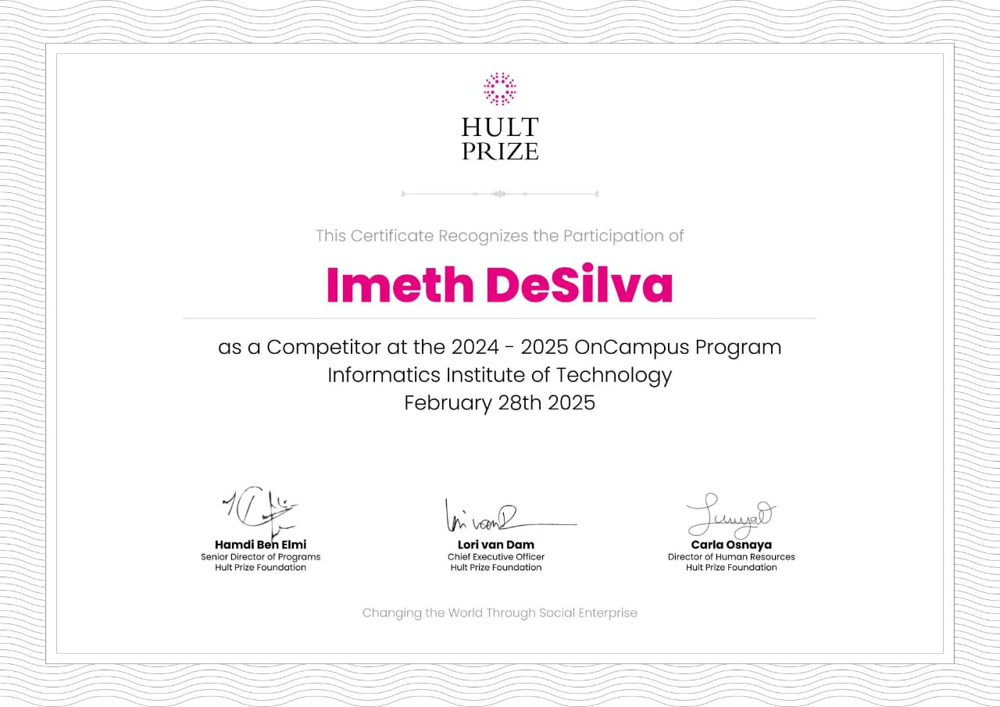 HULT
PRIZE
This Certificate Recognizes the Participation of
Imeth DeSilva
as a Competitor at the 2024 - 2025 OnCampus Program
Informatics Institute of Technology
February 28th 2025
Hamdi Ben Elmi
Senior Director of Programs
Hult Prize Foundation
Lori van Dam
Chief Executive Officer
Hult Prize Foundation
Carla Osnaya
Director of Human Resources
Hult Prize Foundation
Changing the World Through Social Enterprise